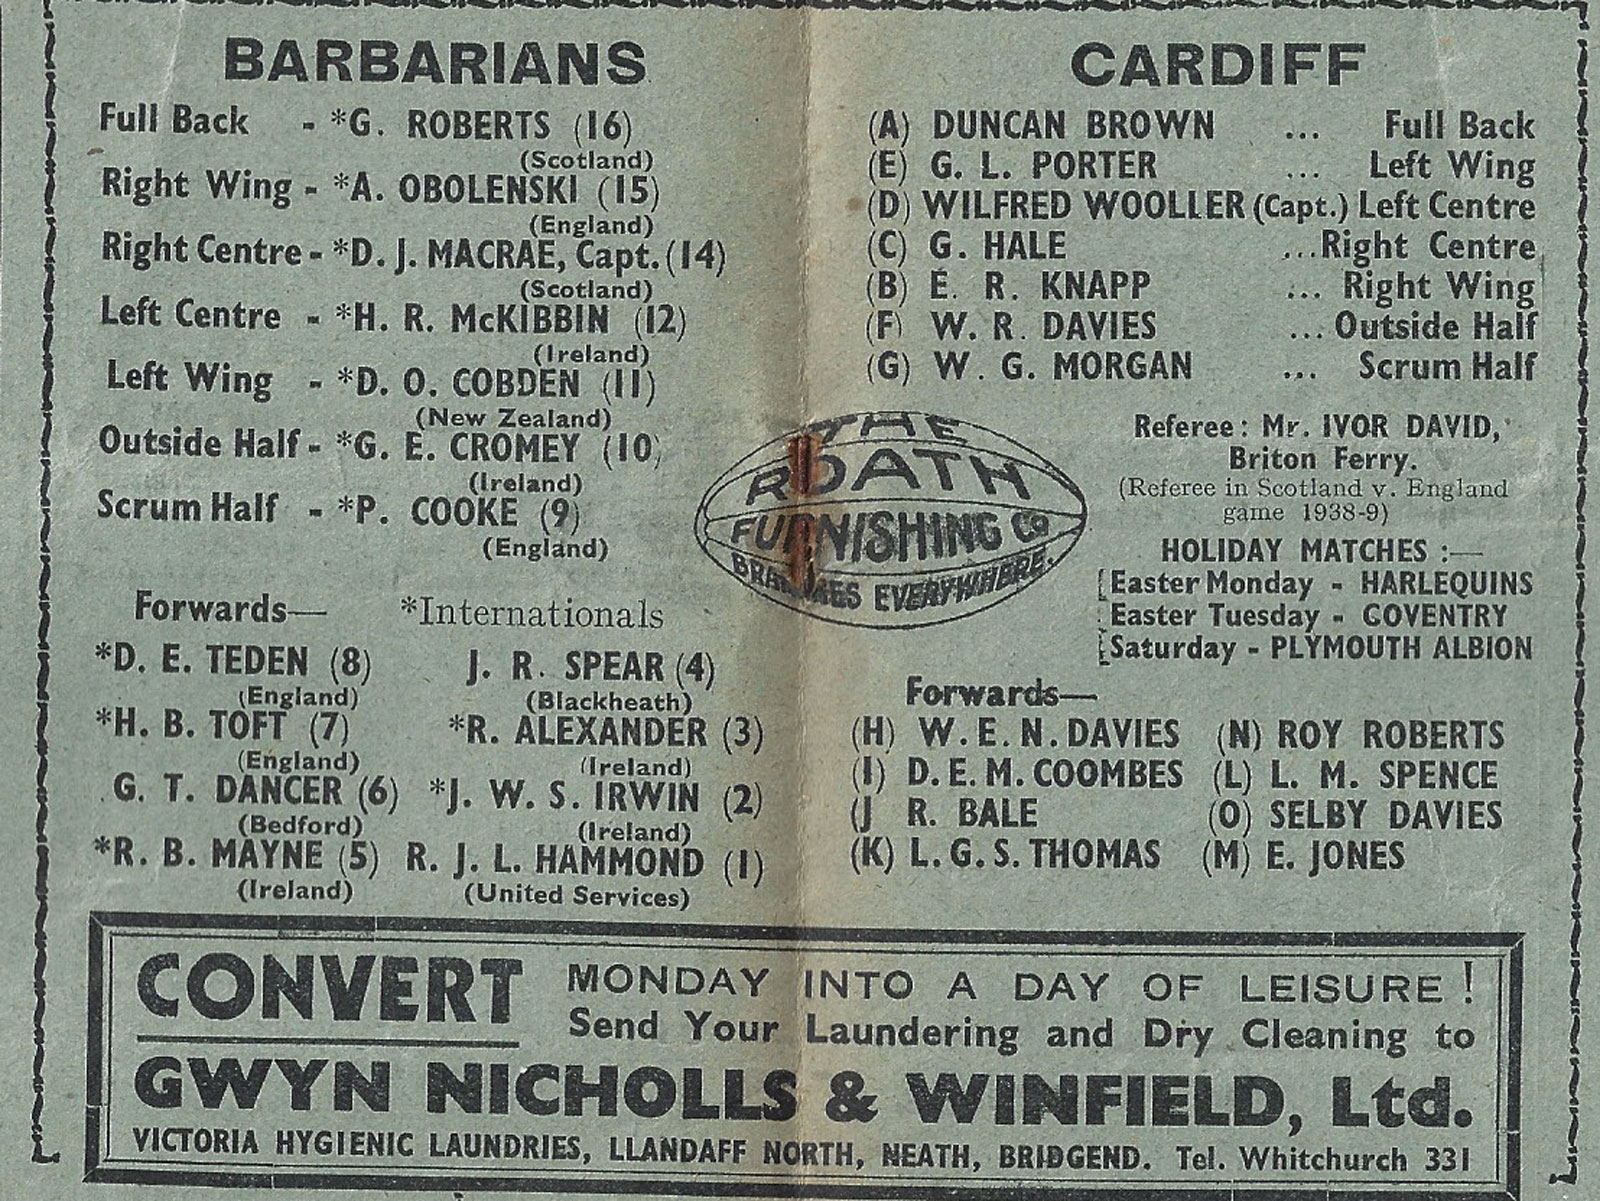 BARBARIANS
Full Back - *G. ROBERTS (16)
(Scotland)
Right Wing - *A. OBOLENSKI (15)
(England)
Right Centre - *D. J. MACRAE, Capt. (14)
(Scotland)
Left Centre - *H. R. McKIBBIN (12)
(Ireland)
Left Wing - *D. O. COBDEN (11)
(New Zealand)
Outside Half - *G. E. CROMEY (10)
(Ireland)
Scrum Half - *P. COOKE (9)
(England)
Forwards— *Internationals
*D. E. TEDEN (8) J. R. SPEAR (4)
(England) (Blackheath)
*H. B. TOFT (7) *R. ALEXANDER (3)
(England) (Ireland)
G. T. DANCER (6) *J. W. S. IRWIN (2)
(Bedford) (Ireland)
*R. B. MAYNE (5) R. J. L. HAMMOND (1)
(Ireland) (United Services)
THE
ROATH
FURNISHING CO
BRANCHES EVERYWHERE.
CARDIFF
(A) DUNCAN BROWN ... Full Back
(E) G. L. PORTER ... Left Wing
(D) WILFRED WOOLLER (Capt.) Left Centre
(C) G. HALE ... Right Centre
(B) E. R. KNAPP ... Right Wing
(F) W. R. DAVIES ... Outside Half
(G) W. G. MORGAN ... Scrum Half
Referee: Mr. IVOR DAVID,
Briton Ferry.
(Referee in Scotland v. England
game 1938-9)
HOLIDAY MATCHES :—
Easter Monday - HARLEQUINS
Easter Tuesday - COVENTRY
Saturday - PLYMOUTH ALBION
Forwards—
(H) W. E. N. DAVIES (N) ROY ROBERTS
(I) D. E. M. COOMBES (L) L. M. SPENCE
(J R. BALE (O) SELBY DAVIES
(K) L. G. S. THOMAS (M) E. JONES
CONVERT MONDAY INTO A DAY OF LEISURE !
Send Your Laundering and Dry Cleaning to
GWYN NICHOLLS & WINFIELD, Ltd.
VICTORIA HYGIENIC LAUNDRIES, LLANDAFF NORTH, NEATH, BRIDGEND. Tel. Whitchurch 331